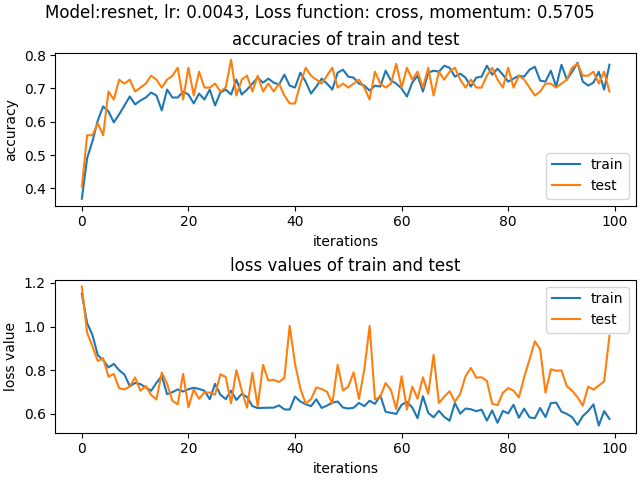 Model:resnet, lr: 0.0043, Loss function: cross, momentum: 0.5705
accuracies of train and test
accuracy
0.8
0.7
0.6
0.5
0.4
0 20 40 60 80 100
iterations
train
test
loss values of train and test
loss value
1.2
1.0
0.8
0.6
0 20 40 60 80 100
iterations
train
test